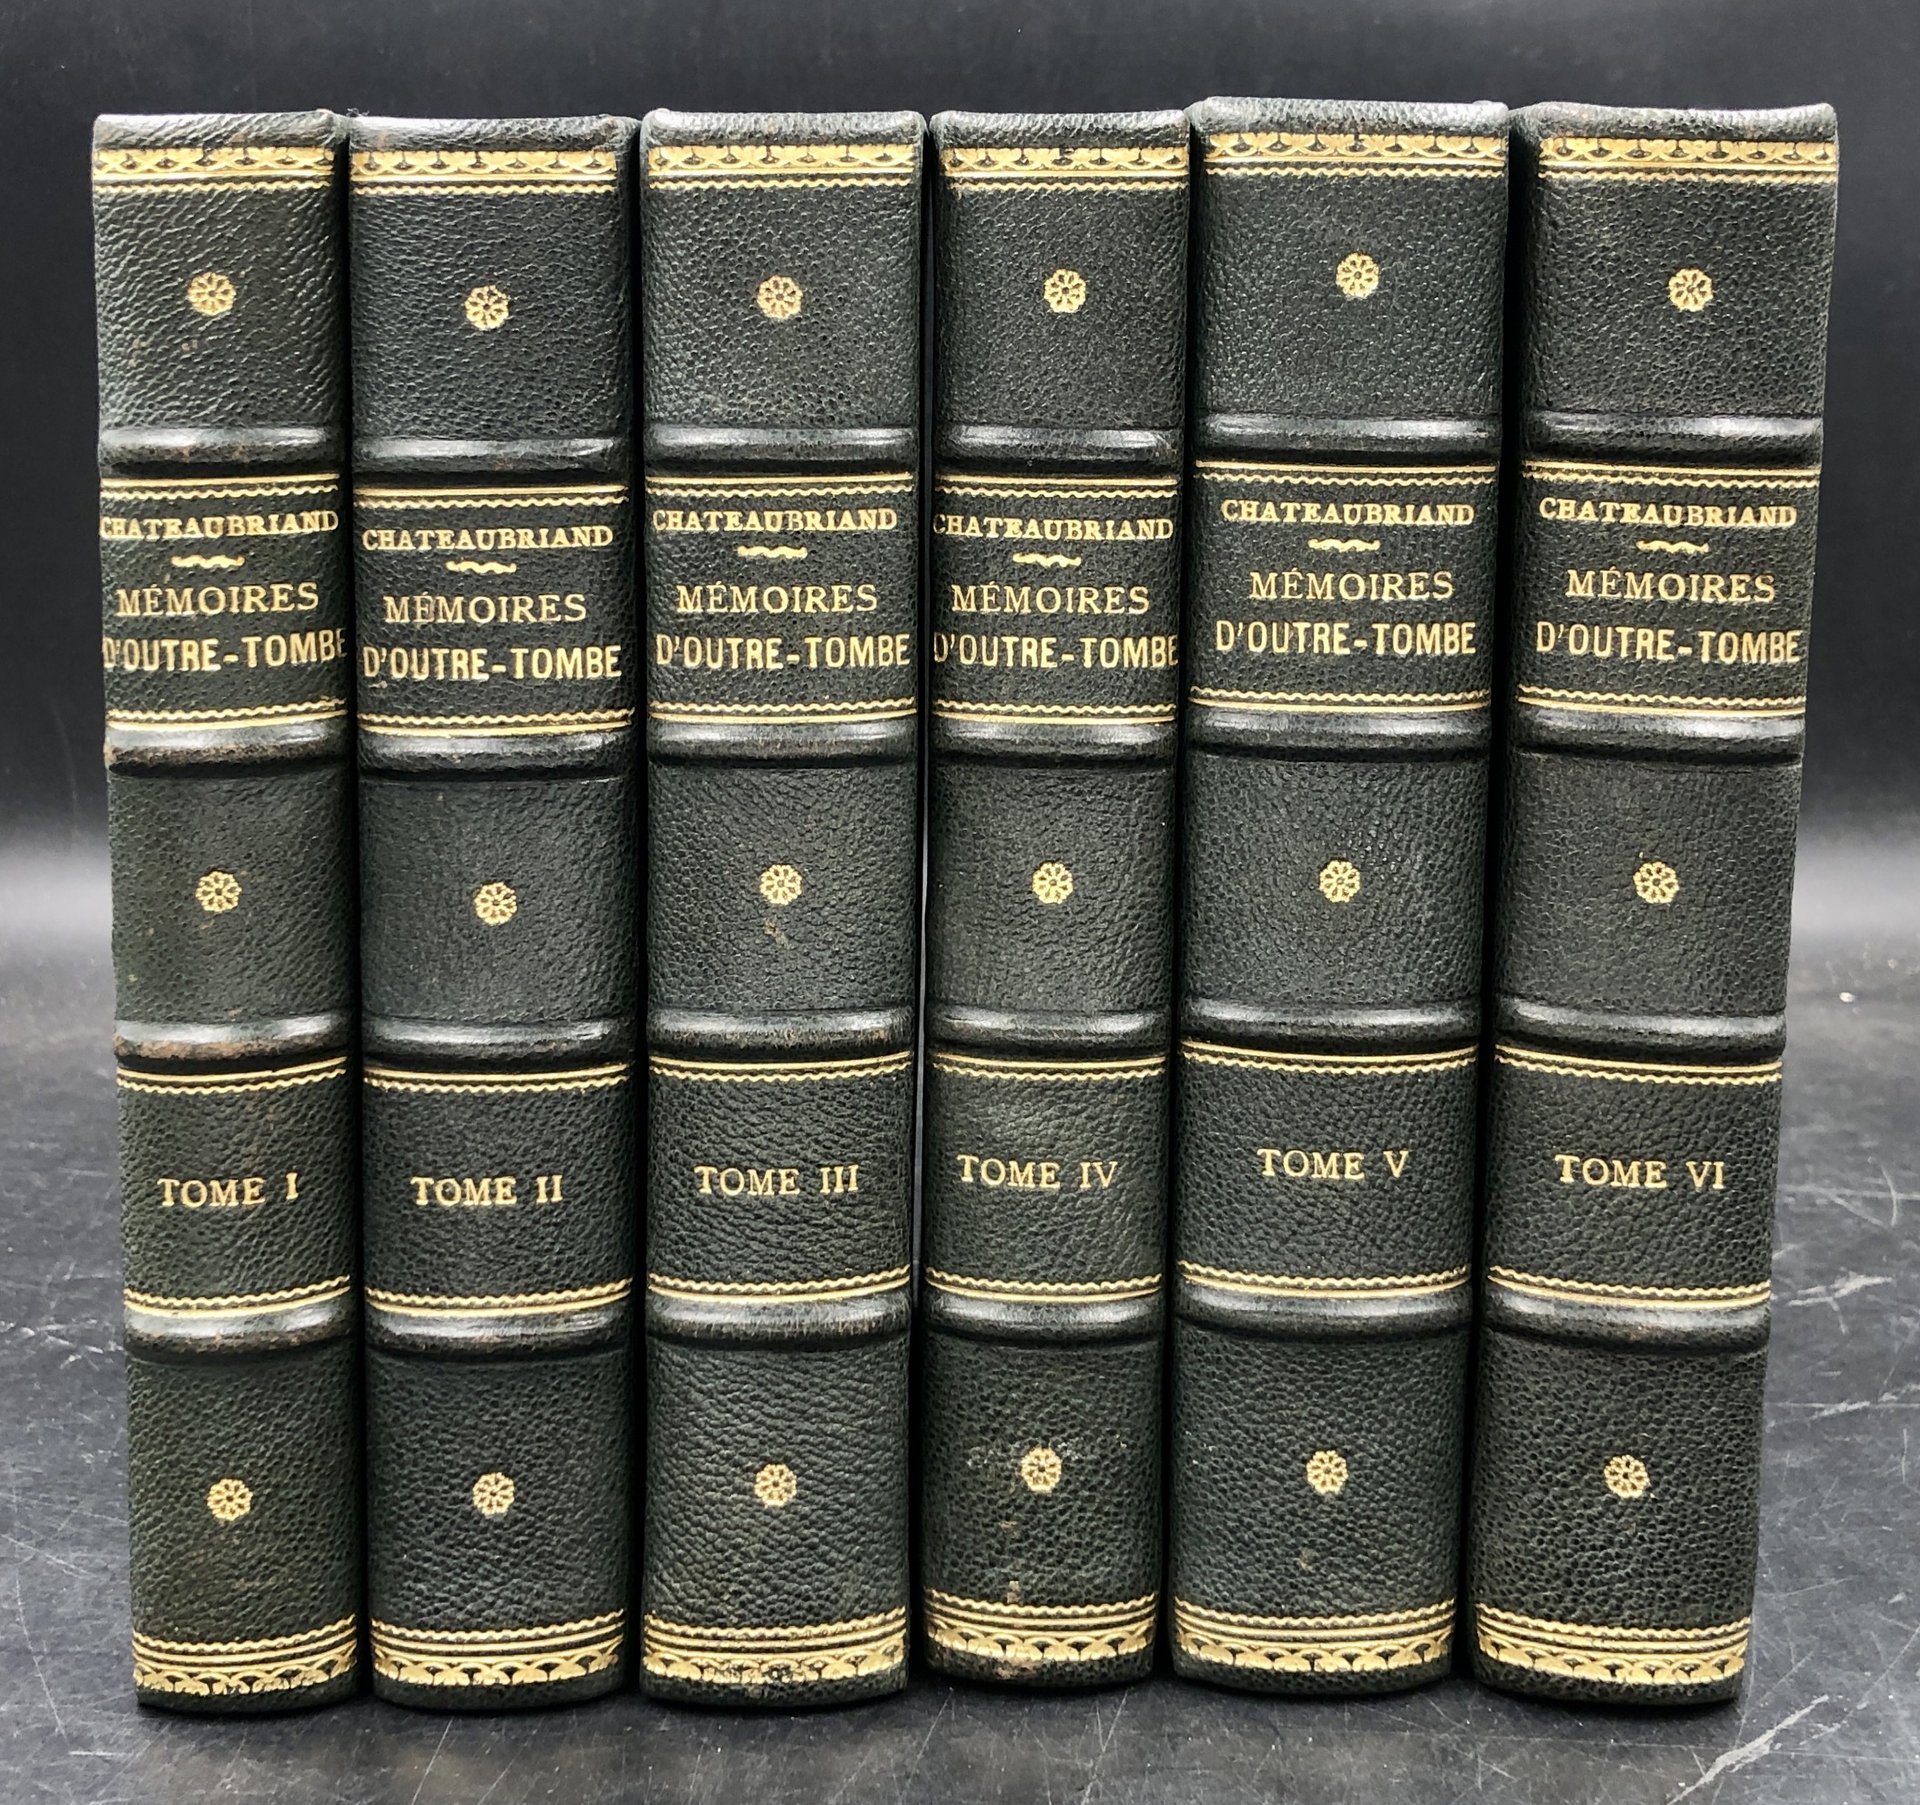 CHATEAUBRIAND
MÉMOIRES
D'OUTRE-TOMBE
TOME I
CHATEAUBRIAND
MÉMOIRES
D'OUTRE-TOMBE
TOME II
CHATEAUBRIAND
MÉMOIRES
D'OUTRE-TOMBE
TOME III
CHATEAUBRIAND
MÉMOIRES
D'OUTRE-TOMBE
TOME IV
CHATEAUBRIAND
MÉMOIRES
D'OUTRE-TOMBE
TOME V
CHATEAUBRIAND
MÉMOIRES
D'OUTRE-TOMBE
TOME VI